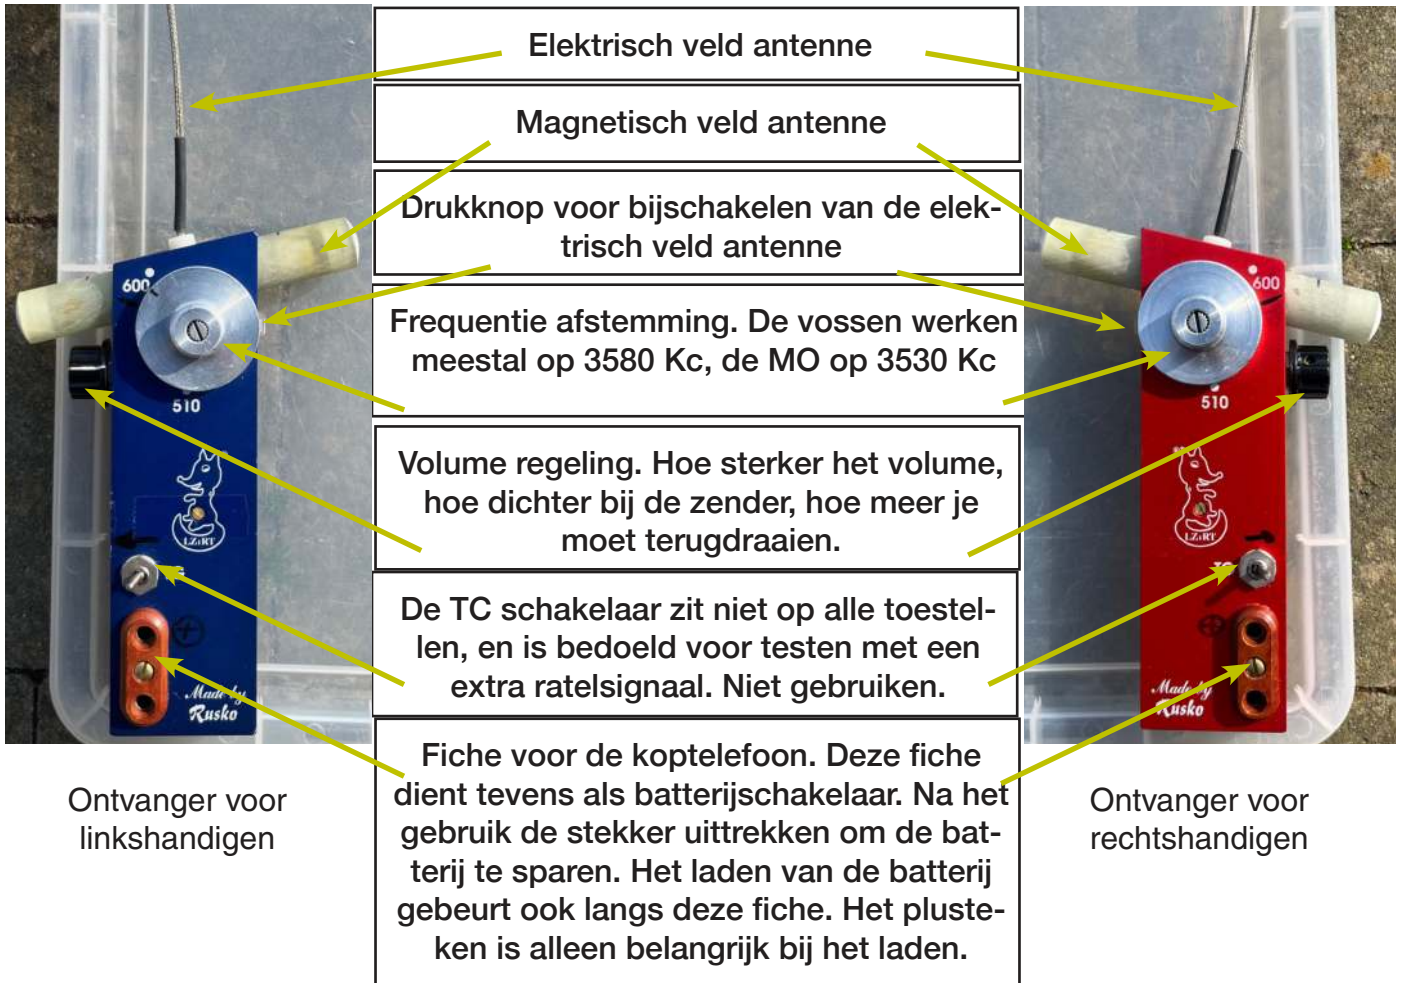 Elektrisch veld antenne
Magnetisch veld antenne
Drukknop voor bijschakelen van de elek-
trisch veld antenne
Frequentie afstemming. De vossen werken
meestal op 3580 Kc, de MO op 3530 Kc
Volume regeling. Hoe sterker het volume,
hoe dichter bij de zender, hoe meer je
moet terugdraaien.
De TC schakelaar zit niet op alle toestel-
len, en is bedoeld voor testen met een
extra ratelsignaal. Niet gebruiken.
Fiche voor de koptelefoon. Deze fiche
dient tevens als batterijschakelaar. Na het
gebruik de stekker uittrekken om de bat-
terij te sparen. Het laden van de batterij
gebeurt ook langs deze fiche. Het pluste-
ken is alleen belangrijk bij het laden.
600
510
LZ1RT
Made by
Rusko
Ontvanger voor
linkshandigen
600
510
LZ1RT
Made by
Rusko
Ontvanger voor
rechtshandigen